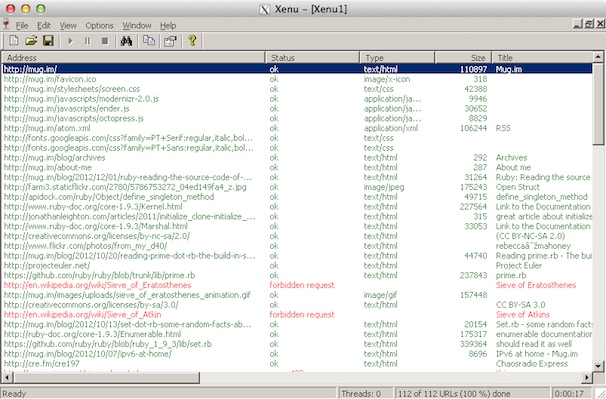 Xenu – [Xenu1]
File Edit View Options Window Help
Address Status Type Size Title
http://mug.im/ ok text/html 110897 Mug.im
http://mug.im/favicon.ico ok image/x-icon 318
http://mug.im/stylesheets/screen.css ok text/css 42388
http://mug.im/javascripts/modernizr-2.0.js ok application/ja... 9946
http://mug.im/javascripts/ender.js ok application/ja... 30652
http://mug.im/javascripts/octopress.js ok application/ja... 8829
http://mug.im/atom.xml ok application/xml 106244 RSS
http://fonts.googleapis.com/css?family=PT+Serif:regular,italic,bol... ok text/css
http://fonts.googleapis.com/css?family=PT+Sans:regular,italic,bol... ok text/css
http://mug.im/blog/archives ok text/html 292 Archives
http://mug.im/about-me ok text/html 287 About me
http://mug.im/blog/2012/12/01/ruby-reading-the-source-code-of-... ok text/html 31264 Ruby: Reading the source
http://farm3.staticflickr.com/2780/5786753272_04ed149fa4_z.jpg ok image/jpeg 175243 Open Struct
http://apidock.com/ruby/Object/define_singleton_method ok text/html 49715 define_singleton_method
http://www.ruby-doc.org/core-1.9.3/Kernel.html ok text/html 227564 Link to the Documentation
http://jonathanleighton.com/articles/2011/initialize_clone-initializ... ok text/html 315 great article about initialize
http://www.ruby-doc.org/core-1.9.3/Marshal.html ok text/html 33053 Link to the Documentation
http://creativecommons.org/licenses/by-nc-sa/2.0/ ok text/html (CC BY-NC-SA 2.0)
http://www.flickr.com/photos/from_my_d40/ ok text/html
http://mug.im/blog/2012/10/20/reading-prime-dot-rb-the-build-in-s... ok text/html 44740 Reading prime.rb - The bui
http://projecteuler.net/ ok text/html Project Euler
https://github.com/ruby/ruby/blob/trunk/lib/prime.rb ok text/html 237843 prime.rb
http://en.wikipedia.org/wiki/Sieve_of_Eratosthenes forbidden request Sieve of Eratosthenes
http://mug.im/images/uploads/sieve_of_eratosthenes_animation.gif ok image/gif 157448
http://creativecommons.org/licenses/by-sa/3.0/ ok text/html CC BY-SA 3.0
http://en.wikipedia.org/wiki/Sieve_of_Atkin forbidden request Sieve of Atkin
http://mug.im/blog/2012/10/13/set-dot-rb-some-random-facts-ab... ok text/html 20154 Set.rb - some random facts
http://ruby-doc.org/core-1.9.3/Enumerable.html ok text/html 175317 enumerable documentation
https://github.com/ruby/ruby/blob/ruby_1_9_3/lib/set.rb ok text/html 339364 should read it as well
http://mug.im/blog/2012/10/07/ipv6-at-home/ ok text/html 8696 IPv6 at home - Mug.im
http://cre.fm/cre197 ok text/html Chaosradio Express
Ready Threads: 0 112 of 112 URLs (100 %) done 0:00:17